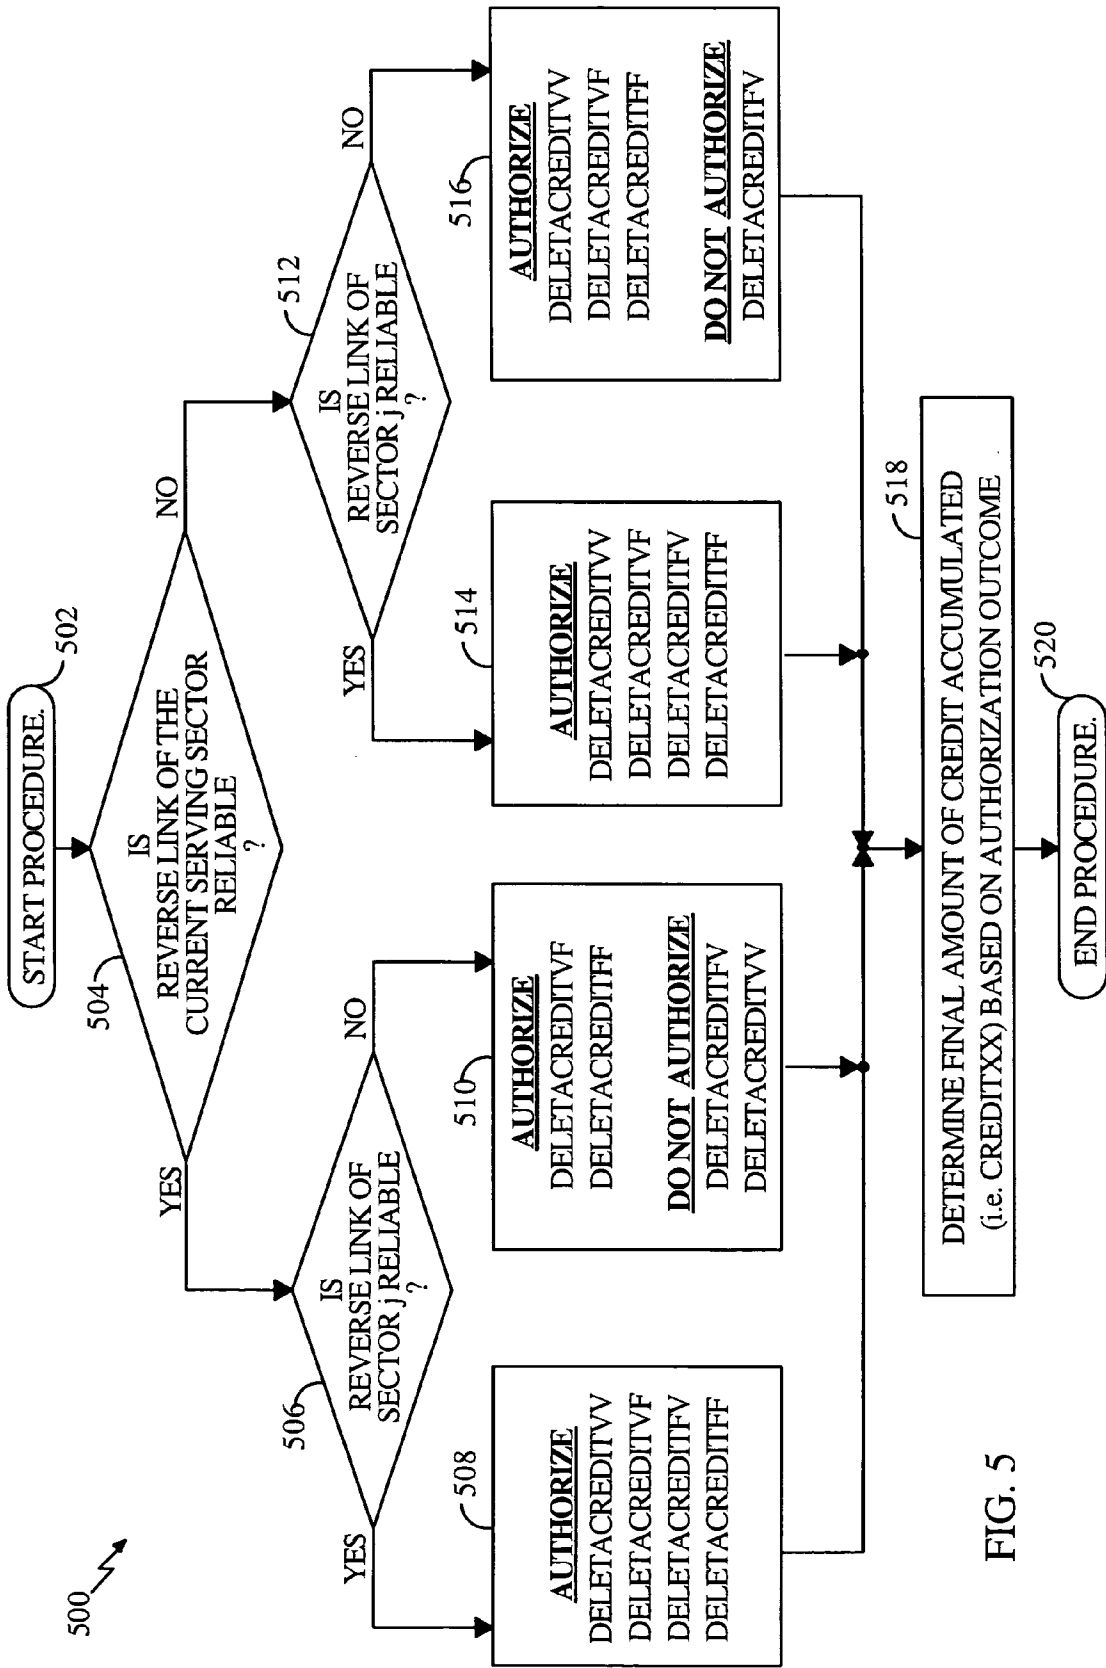 500
START PROCEDURE.
502
504
IS
REVERSE LINK OF THE
CURRENT SERVING SECTOR
RELIABLE
?
YES
NO
506
IS
REVERSE LINK OF
SECTOR j RELIABLE
?
YES
NO
512
IS
REVERSE LINK OF
SECTOR j RELIABLE
?
YES
NO
508
AUTHORIZE
DELETACREDITVV
DELETACREDITVF
DELETACREDITFV
DELETACREDITFF
510
AUTHORIZE
DELETACREDITVF
DELETACREDITFF
DO NOT AUTHORIZE
DELETACREDITFV
DELETACREDITVV
514
AUTHORIZE
DELETACREDITVV
DELETACREDITVF
DELETACREDITFV
DELETACREDITFF
516
AUTHORIZE
DELETACREDITVV
DELETACREDITVF
DELETACREDITFF
DO NOT AUTHORIZE
DELETACREDITFV
518
DETERMINE FINAL AMOUNT OF CREDIT ACCUMULATED
(i.e. CREDITXX) BASED ON AUTHORIZATION OUTCOME
520
END PROCEDURE.
FIG. 5